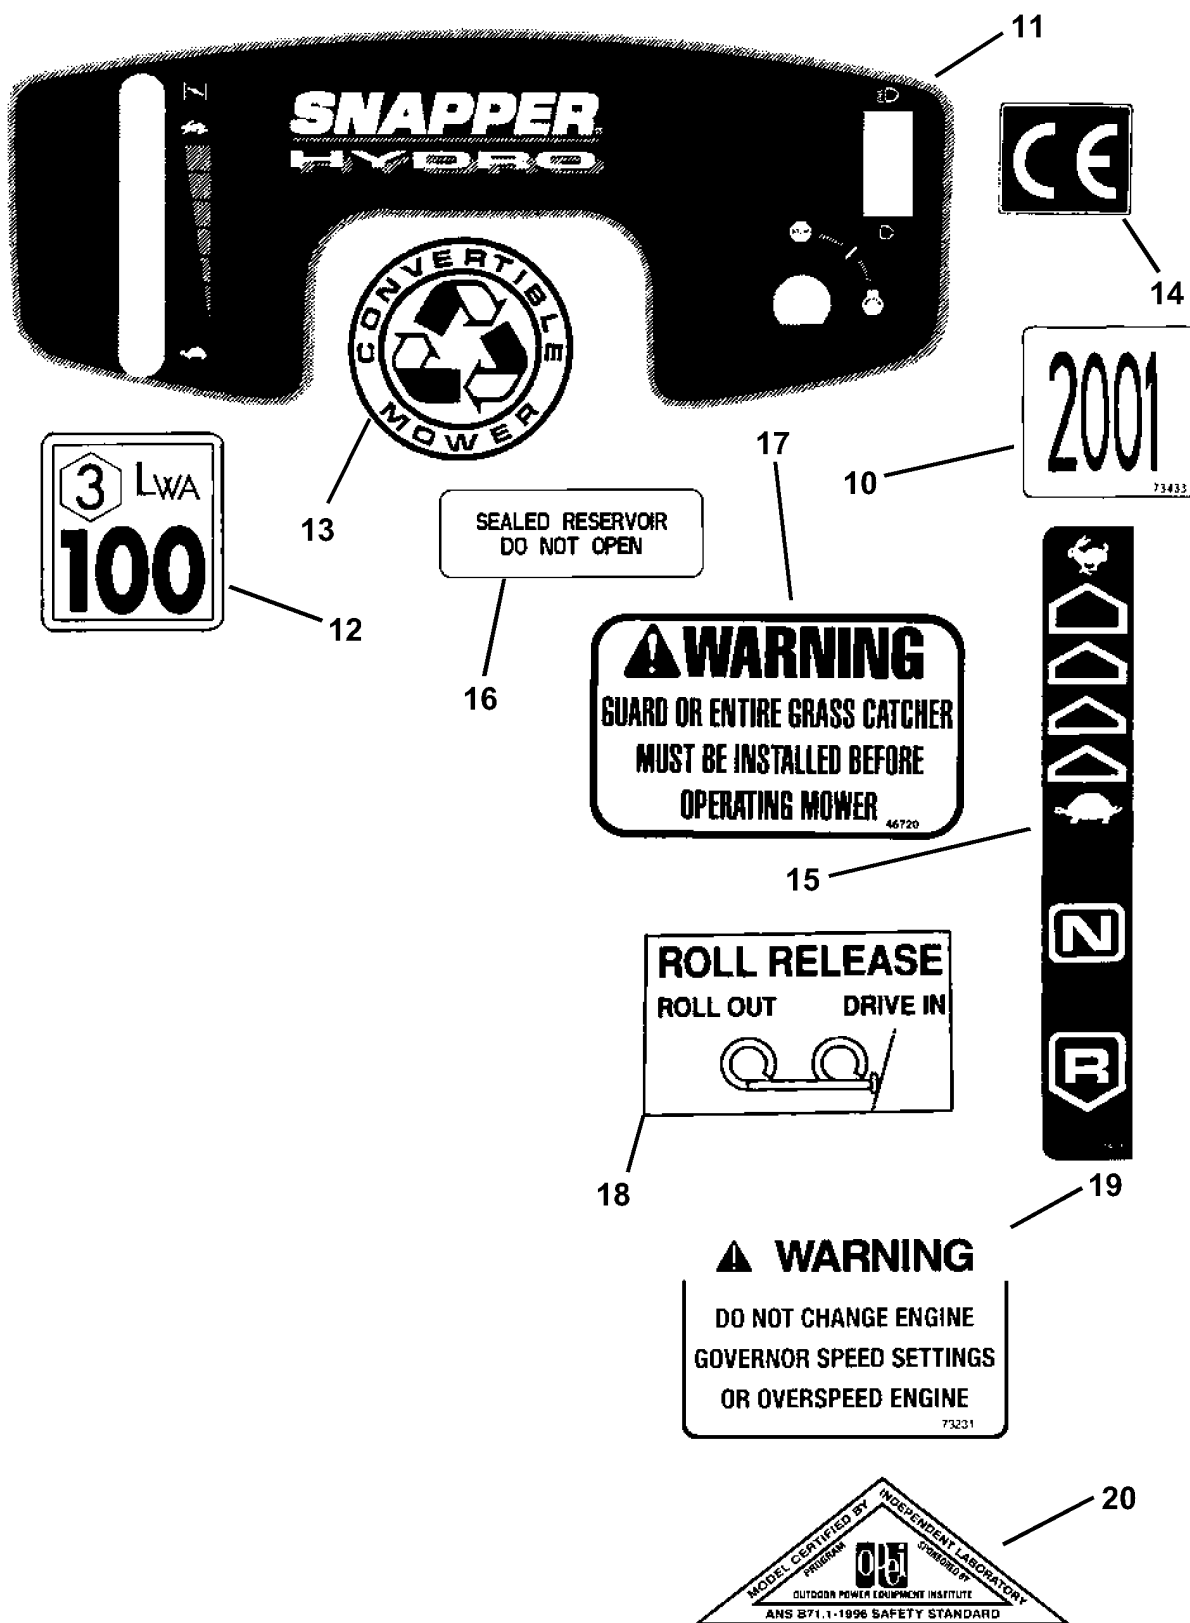 11
SNAPPER
HYDRO
CE
14
CONVERTIBLE
MOWER
13
2001
73433
10
17
3 LWA
100
12
SEALED RESERVOIR
DO NOT OPEN
16
WARNING
GUARD OR ENTIRE GRASS CATCHER
MUST BE INSTALLED BEFORE
OPERATING MOWER
46720
15
N
R
ROLL RELEASE
ROLL OUT DRIVE IN
18
19
WARNING
DO NOT CHANGE ENGINE
GOVERNOR SPEED SETTINGS
OR OVERSPEED ENGINE
73231
20
MODEL CERTIFIED BY INDEPENDENT LABORATORY
PROGRAM SPONSORED BY
OPEI
OUTDOOR POWER EQUIPMENT INSTITUTE
ANS B71.1-1996 SAFETY STANDARD